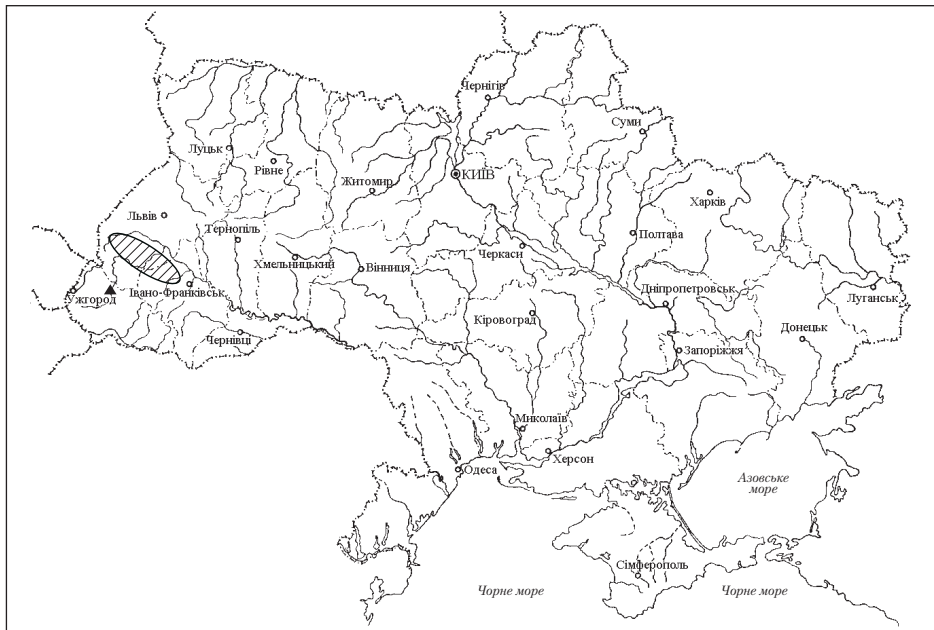 Чернігів
Суми
Луцьк
Рівне
КИЇВ
Житомир
Харків
Львів
Тернопіль
Полтава
Черкаси
Хмельницький
Вінниця
Ужгород
Івано-Франківськ
Дніпропетровськ
Луганськ
Кіровоград
Донецьк
Чернівці
Запоріжжя
Миколаїв
Херсон
Одеса
Азовське
море
Сімферополь
Чорне море
Чорне море